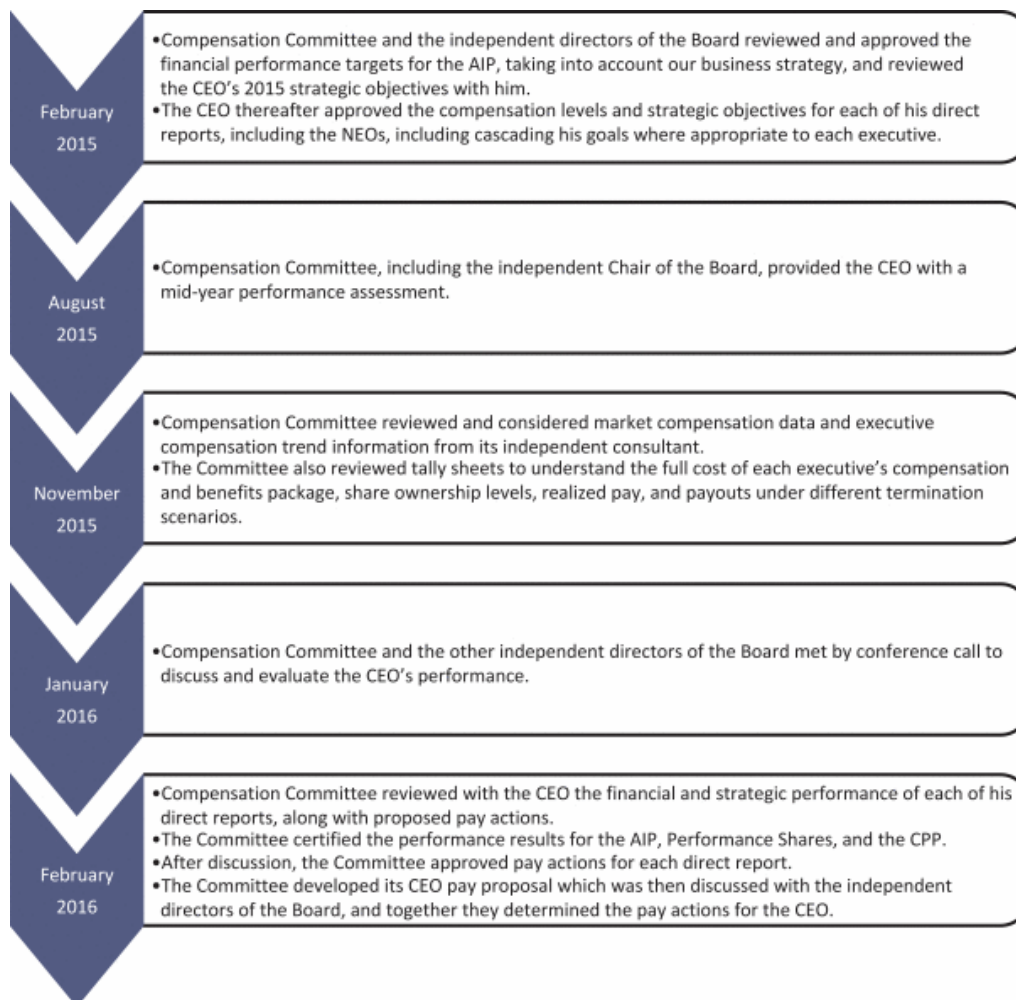 February
2015
•Compensation Committee and the independent directors of the Board reviewed and approved the
financial performance targets for the AIP, taking into account our business strategy, and reviewed
the CEO's 2015 strategic objectives with him.
•The CEO thereafter approved the compensation levels and strategic objectives for each of his direct
reports, including the NEOs, including cascading his goals where appropriate to each executive.
August
2015
•Compensation Committee, including the independent Chair of the Board, provided the CEO with a
mid-year performance assessment.
November
2015
•Compensation Committee reviewed and considered market compensation data and executive
compensation trend information from its independent consultant.
•The Committee also reviewed tally sheets to understand the full cost of each executive's compensation
and benefits package, share ownership levels, realized pay, and payouts under different termination
scenarios.
January
2016
•Compensation Committee and the other independent directors of the Board met by conference call to
discuss and evaluate the CEO's performance.
February
2016
•Compensation Committee reviewed with the CEO the financial and strategic performance of each of his
direct reports, along with proposed pay actions.
•The Committee certified the performance results for the AIP, Performance Shares, and the CPP.
•After discussion, the Committee approved pay actions for each direct report.
•The Committee developed its CEO pay proposal which was then discussed with the independent
directors of the Board, and together they determined the pay actions for the CEO.